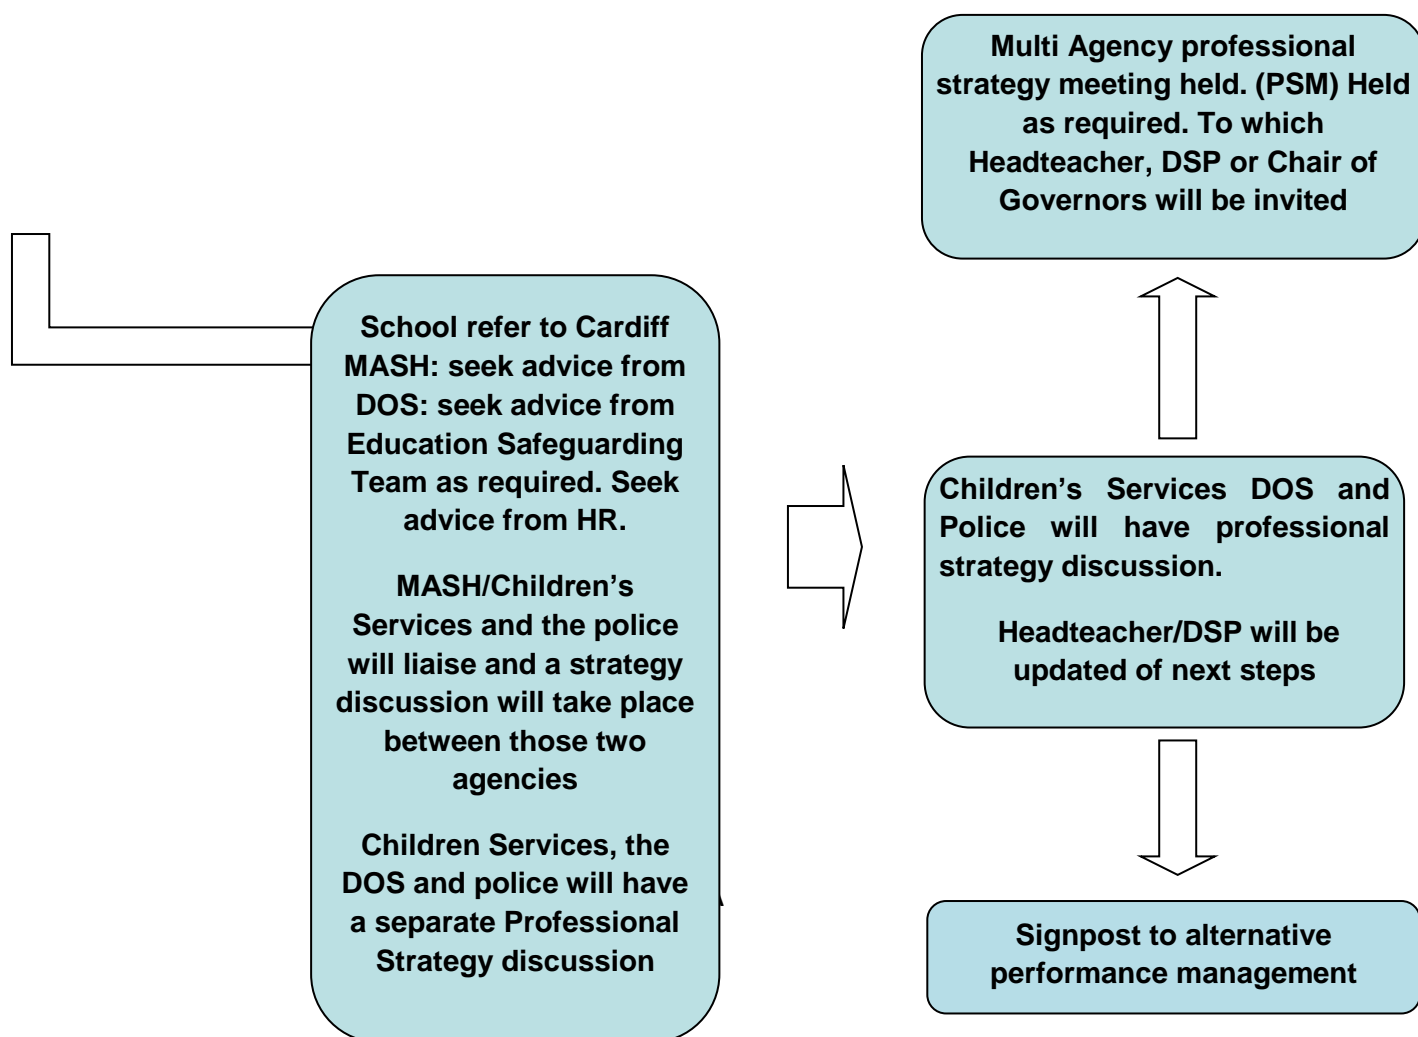 Multi Agency professional
strategy meeting held. (PSM) Held
as required. To which
Headteacher, DSP or Chair of
Governors will be invited
School refer to Cardiff
MASH: seek advice from
DOS: seek advice from
Education Safeguarding
Team as required. Seek
advice from HR.
MASH/Children’s
Services and the police
will liaise and a strategy
discussion will take place
between those two
agencies
Children Services, the
DOS and police will have
a separate Professional
Strategy discussion
Children’s Services DOS and
Police will have professional
strategy discussion.
Headteacher/DSP will be
updated of next steps
Signpost to alternative
performance management